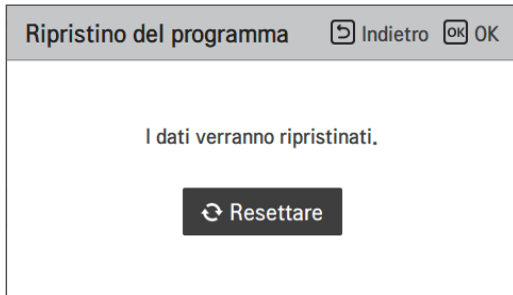 Ripristino del programma Indietro OK OK
I dati verranno ripristinati.
Resettare